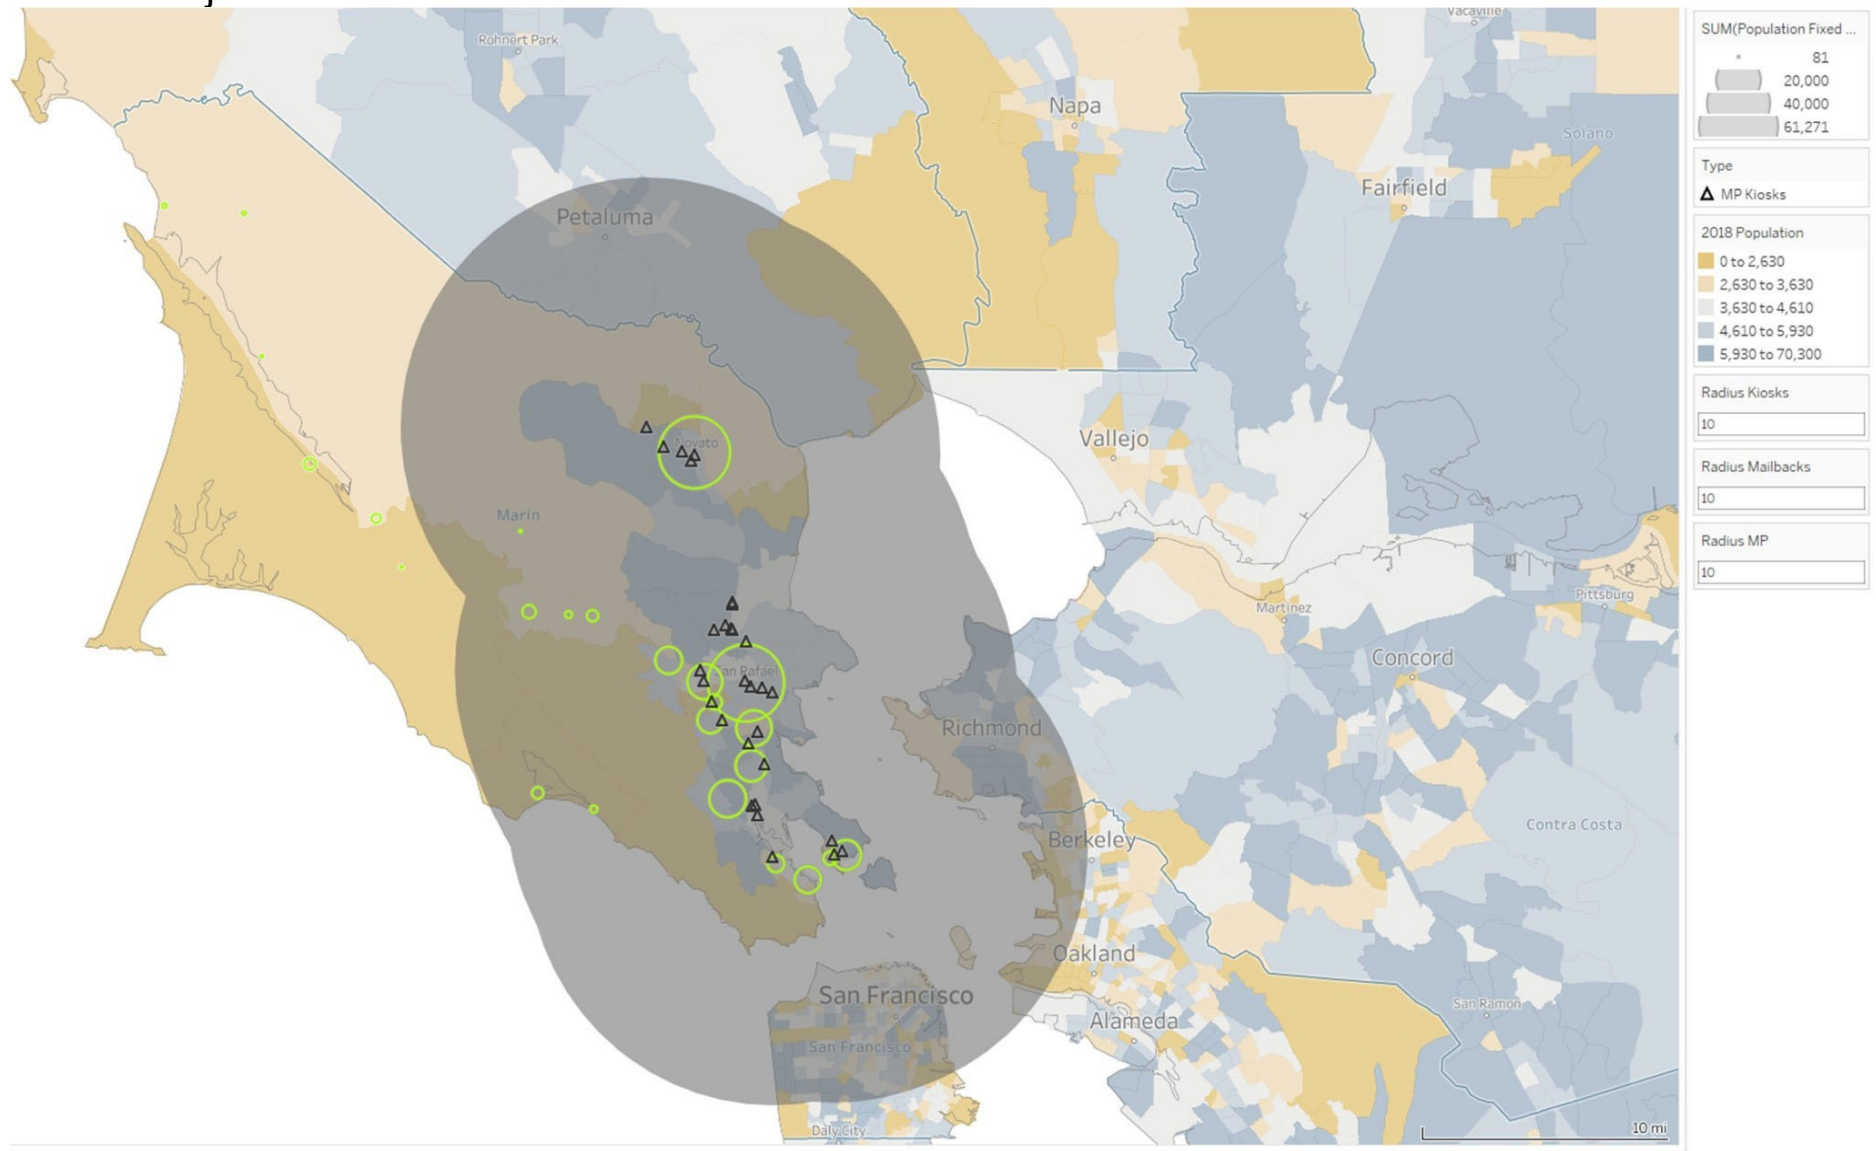 Rohnert Park
Vacaville
Napa
Solano
Fairfield
Petaluma
Vallejo
Novato
Marin
Martinez
Pittsburg
Concord
San Rafael
Richmond
Contra Costa
Berkeley
Oakland
San Francisco
San Ramon
Alameda
San Francisco
Daly City
10 mi
SUM(Population Fixed ...
81
20,000
40,000
61,271
Type
MP Kiosks
2018 Population
0 to 2,630
2,630 to 3,630
3,630 to 4,610
4,610 to 5,930
5,930 to 70,300
Radius Kiosks
10
Radius Mailbacks
10
Radius MP
10